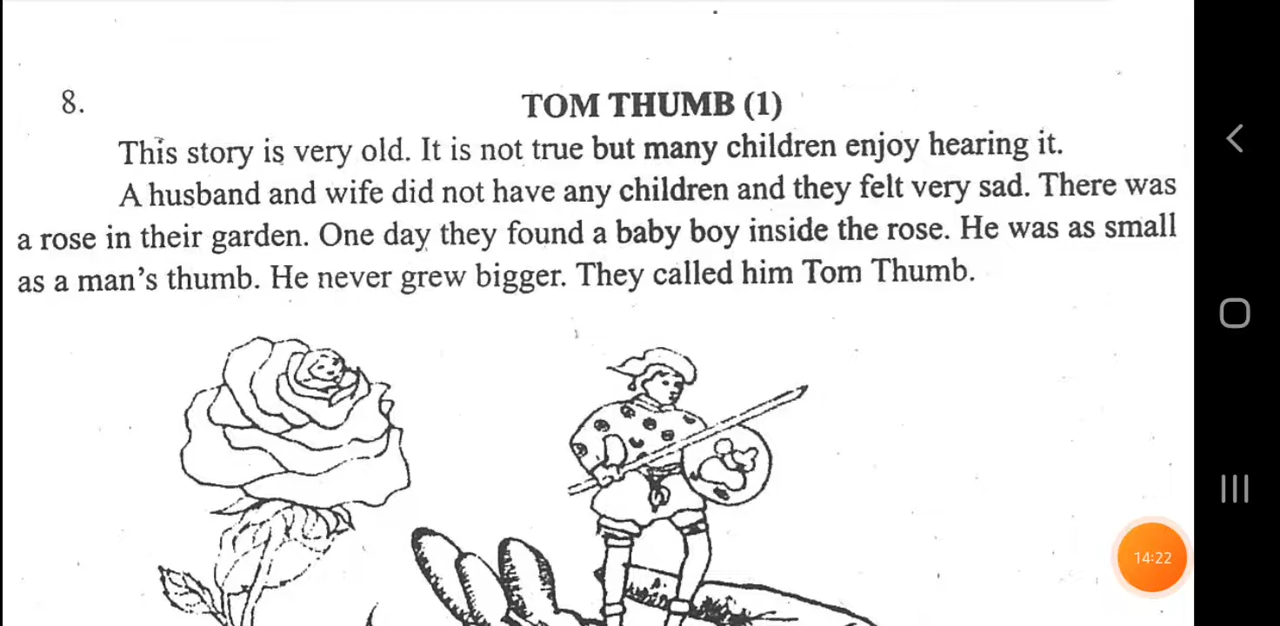 8.
TOM THUMB (1)
This story is very old. It is not true but many children enjoy hearing it.
A husband and wife did not have any children and they felt very sad. There was
a rose in their garden. One day they found a baby boy inside the rose. He was as small
as a man's thumb. He never grew bigger. They called him Tom Thumb.
14:22